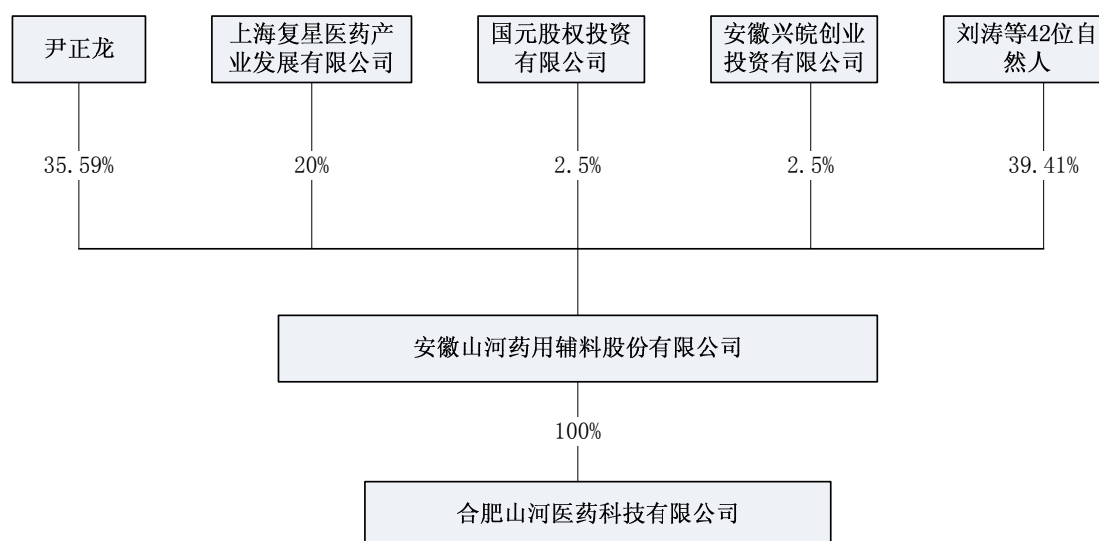 尹正龙
上海复星医药产
业发展有限公司
国元股权投资
有限公司
安徽兴皖创业
投资有限公司
刘涛等42位自
然人
35.59%
20%
2.5%
2.5%
39.41%
安徽山河药用辅料股份有限公司
100%
合肥山河医药科技有限公司